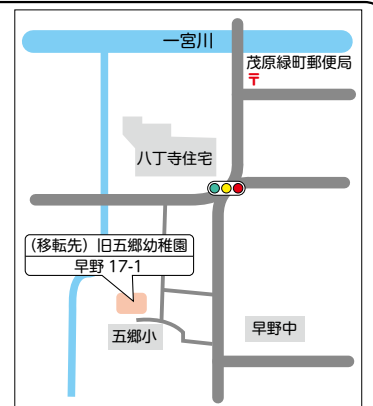 一宮川
茂原緑町郵便局
〒
八丁寺住宅
(移転先)旧五郷幼稚園
早野 17-1
五郷小
早野中